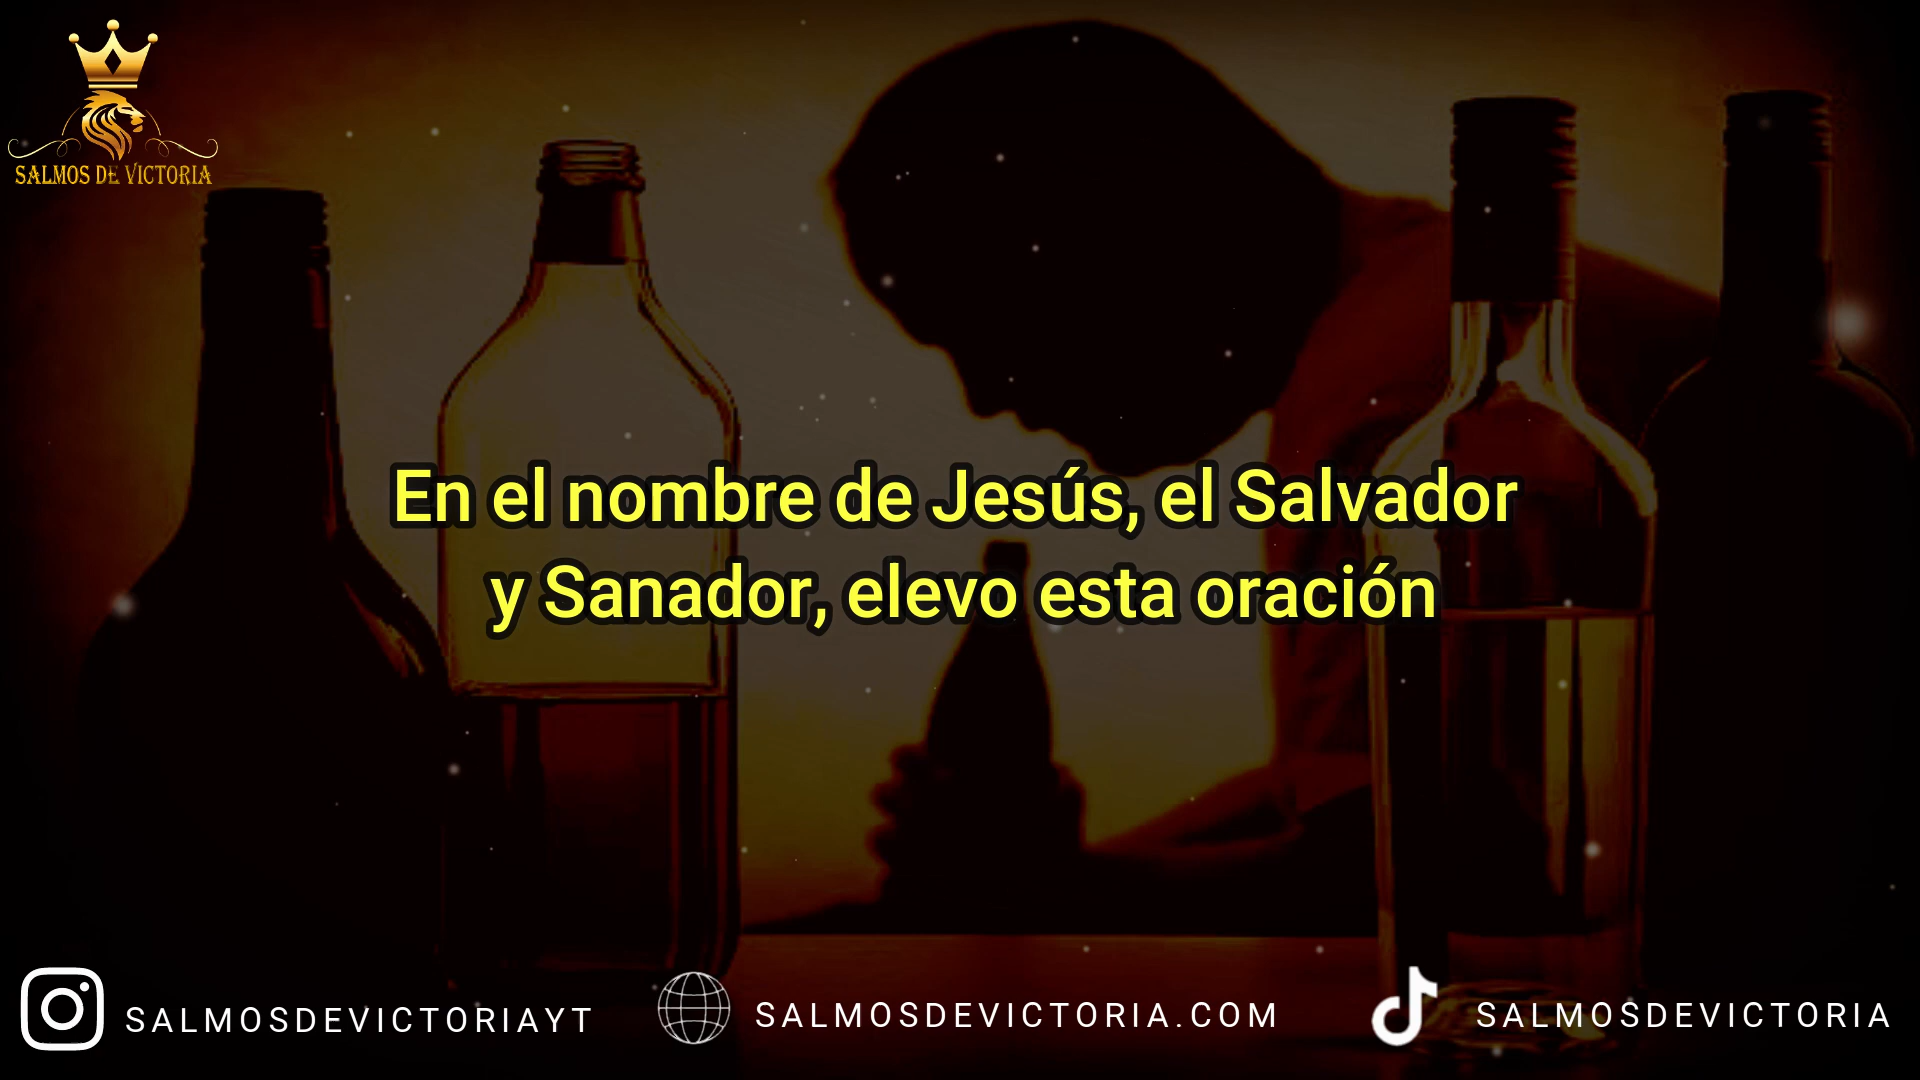 SALMOS DE VICTORIA
En el nombre de Jesús, el Salvador
y Sanador, elevo esta oración
SALMOSDEVICTORIAYT
SALMOSDEVICTORIA.COM
SALMOSDEVICTORIA